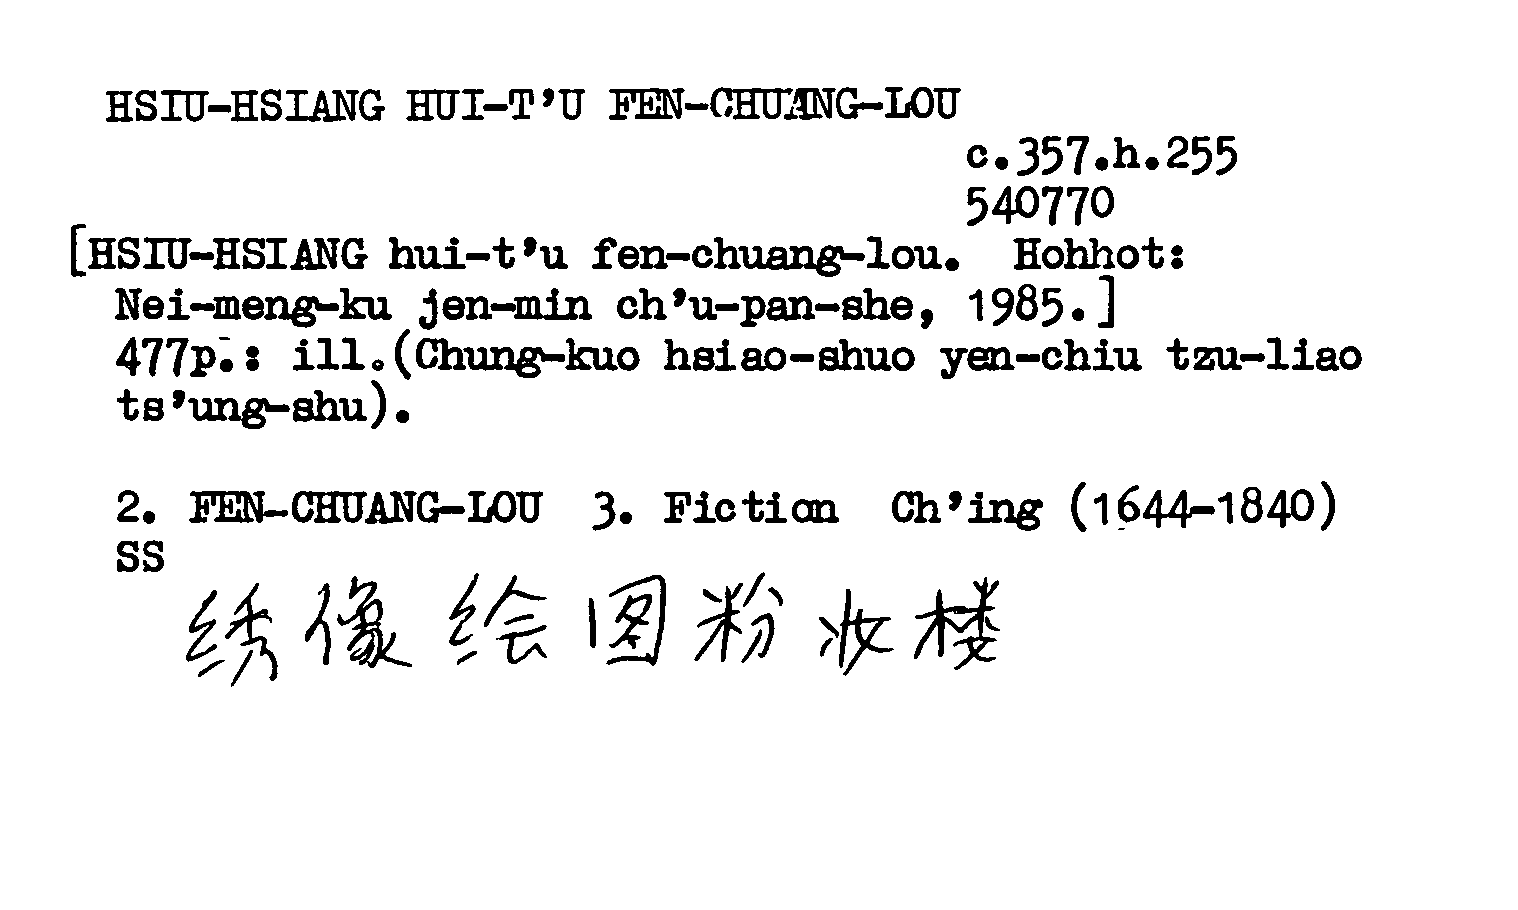 HSIU-HSIANG HUI-T'U FEN-CHUANG-LOU
c.357.h.255
540770
[HSIU-HSIANG hui-t'u fen-chuang-lou. Hohhot:
Nei-meng-ku jen-min ch'u-pan-she, 1985.]
477p.: ill.(Chung-kuo hsiao-shuo yen-chiu tzu-liao
ts'ung-shu).
2. FEN-CHUANG-LOU 3. Fiction Ch'ing (1644-1840)
SS
绣像绘图粉妆楼